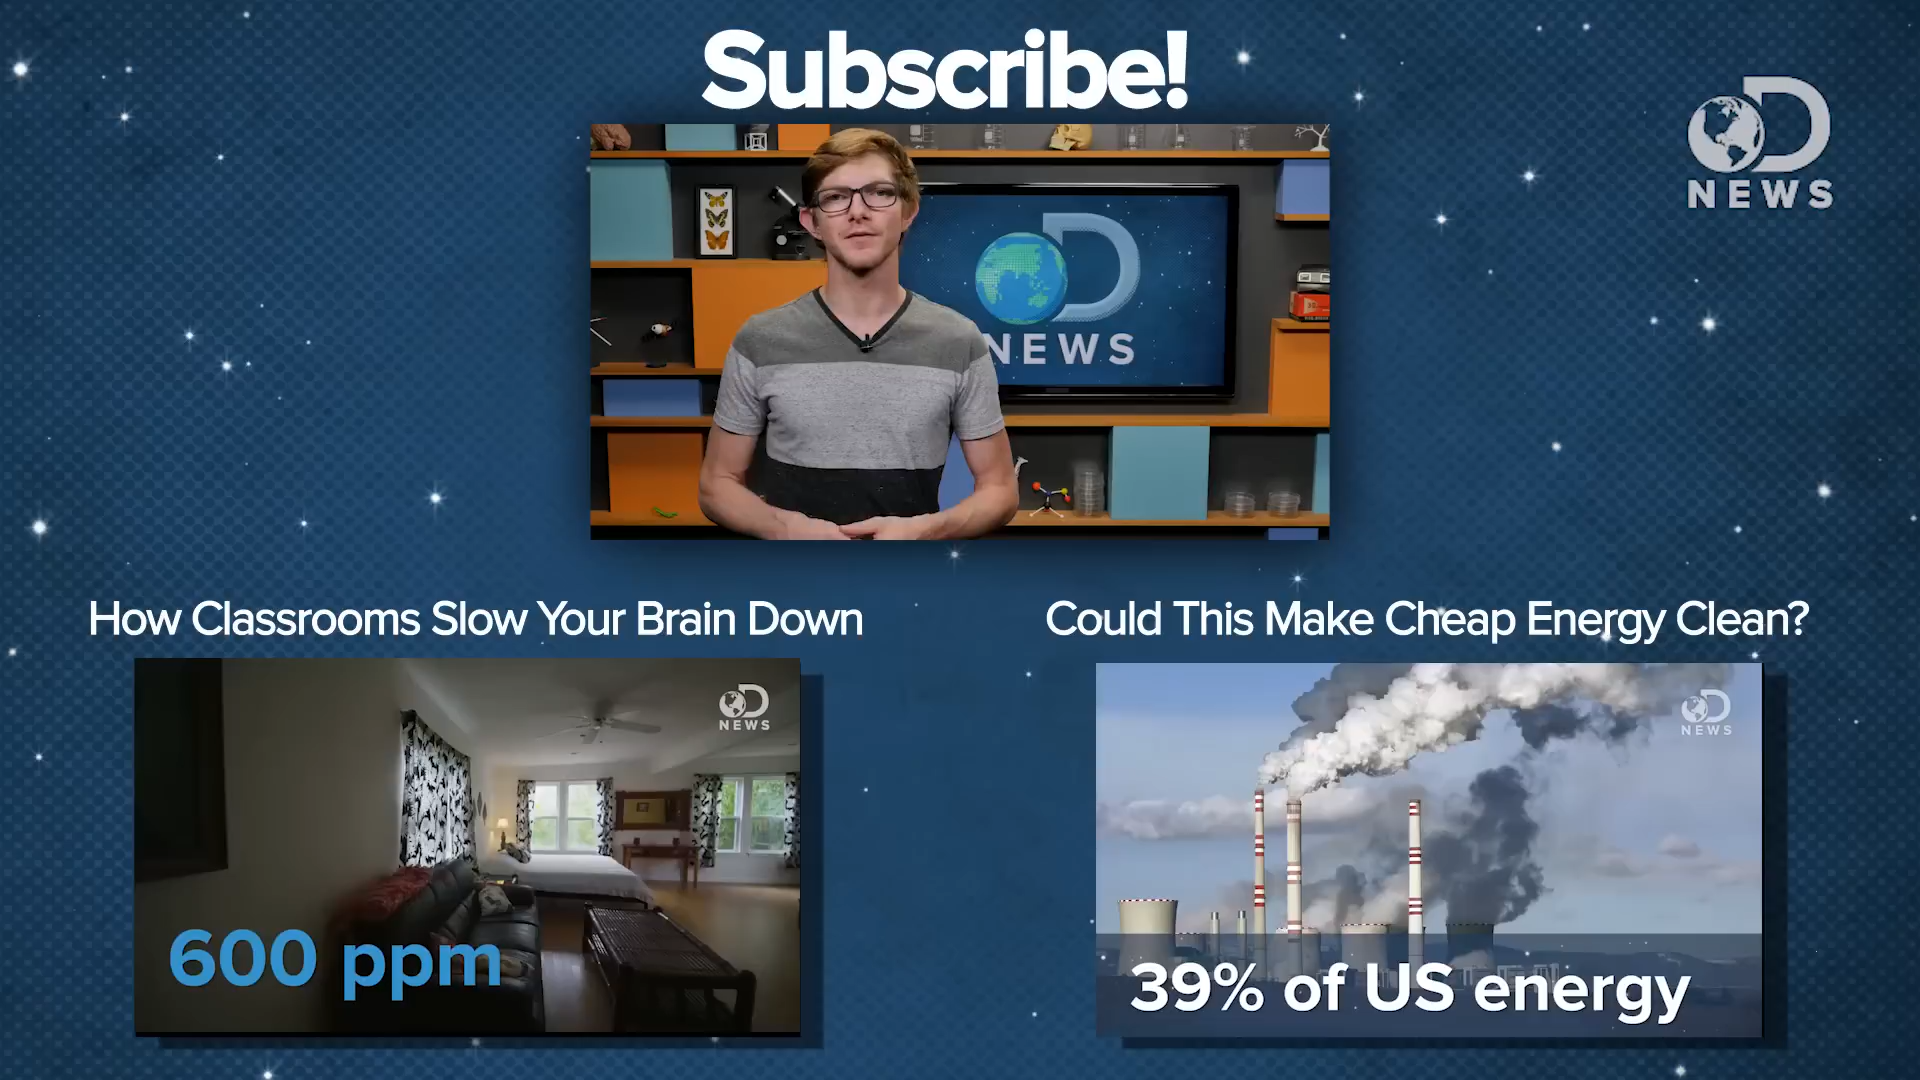 Subscribe!
D
NEWS
D
NEWS
How Classrooms Slow Your Brain Down
Could This Make Cheap Energy Clean?
D
NEWS
D
NEWS
600 ppm
39% of US energy